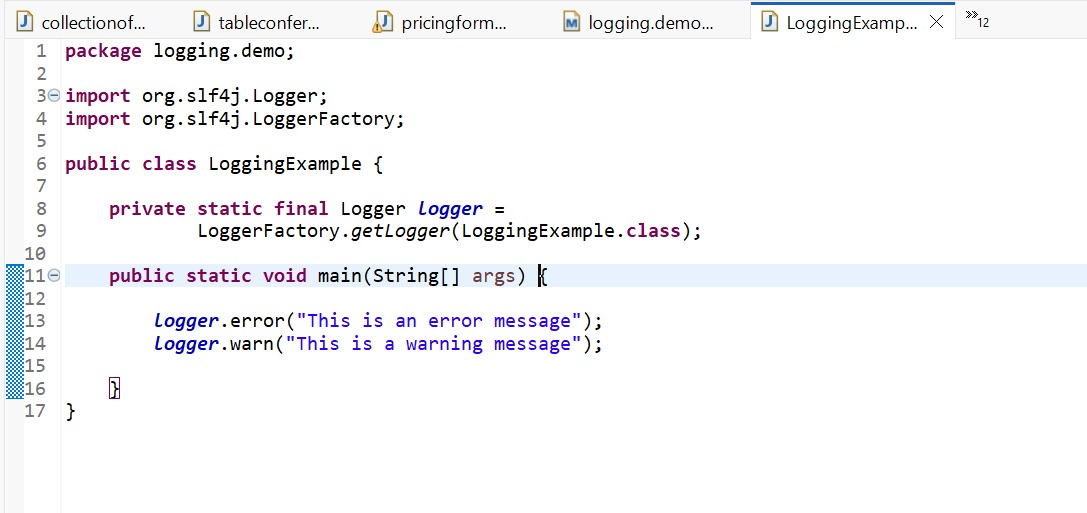 collectionof...
tableconfer...
pricingform...
logging.demo...
LoggingExamp...
»12
1 package logging.demo;
2
3 import org.slf4j.Logger;
4 import org.slf4j.LoggerFactory;
5
6 public class LoggingExample {
7
8     private static final Logger logger =
9             LoggerFactory.getLogger(LoggingExample.class);
10
11     public static void main(String[] args) {
12
13         logger.error("This is an error message");
14         logger.warn("This is a warning message");
15
16     }
17 }